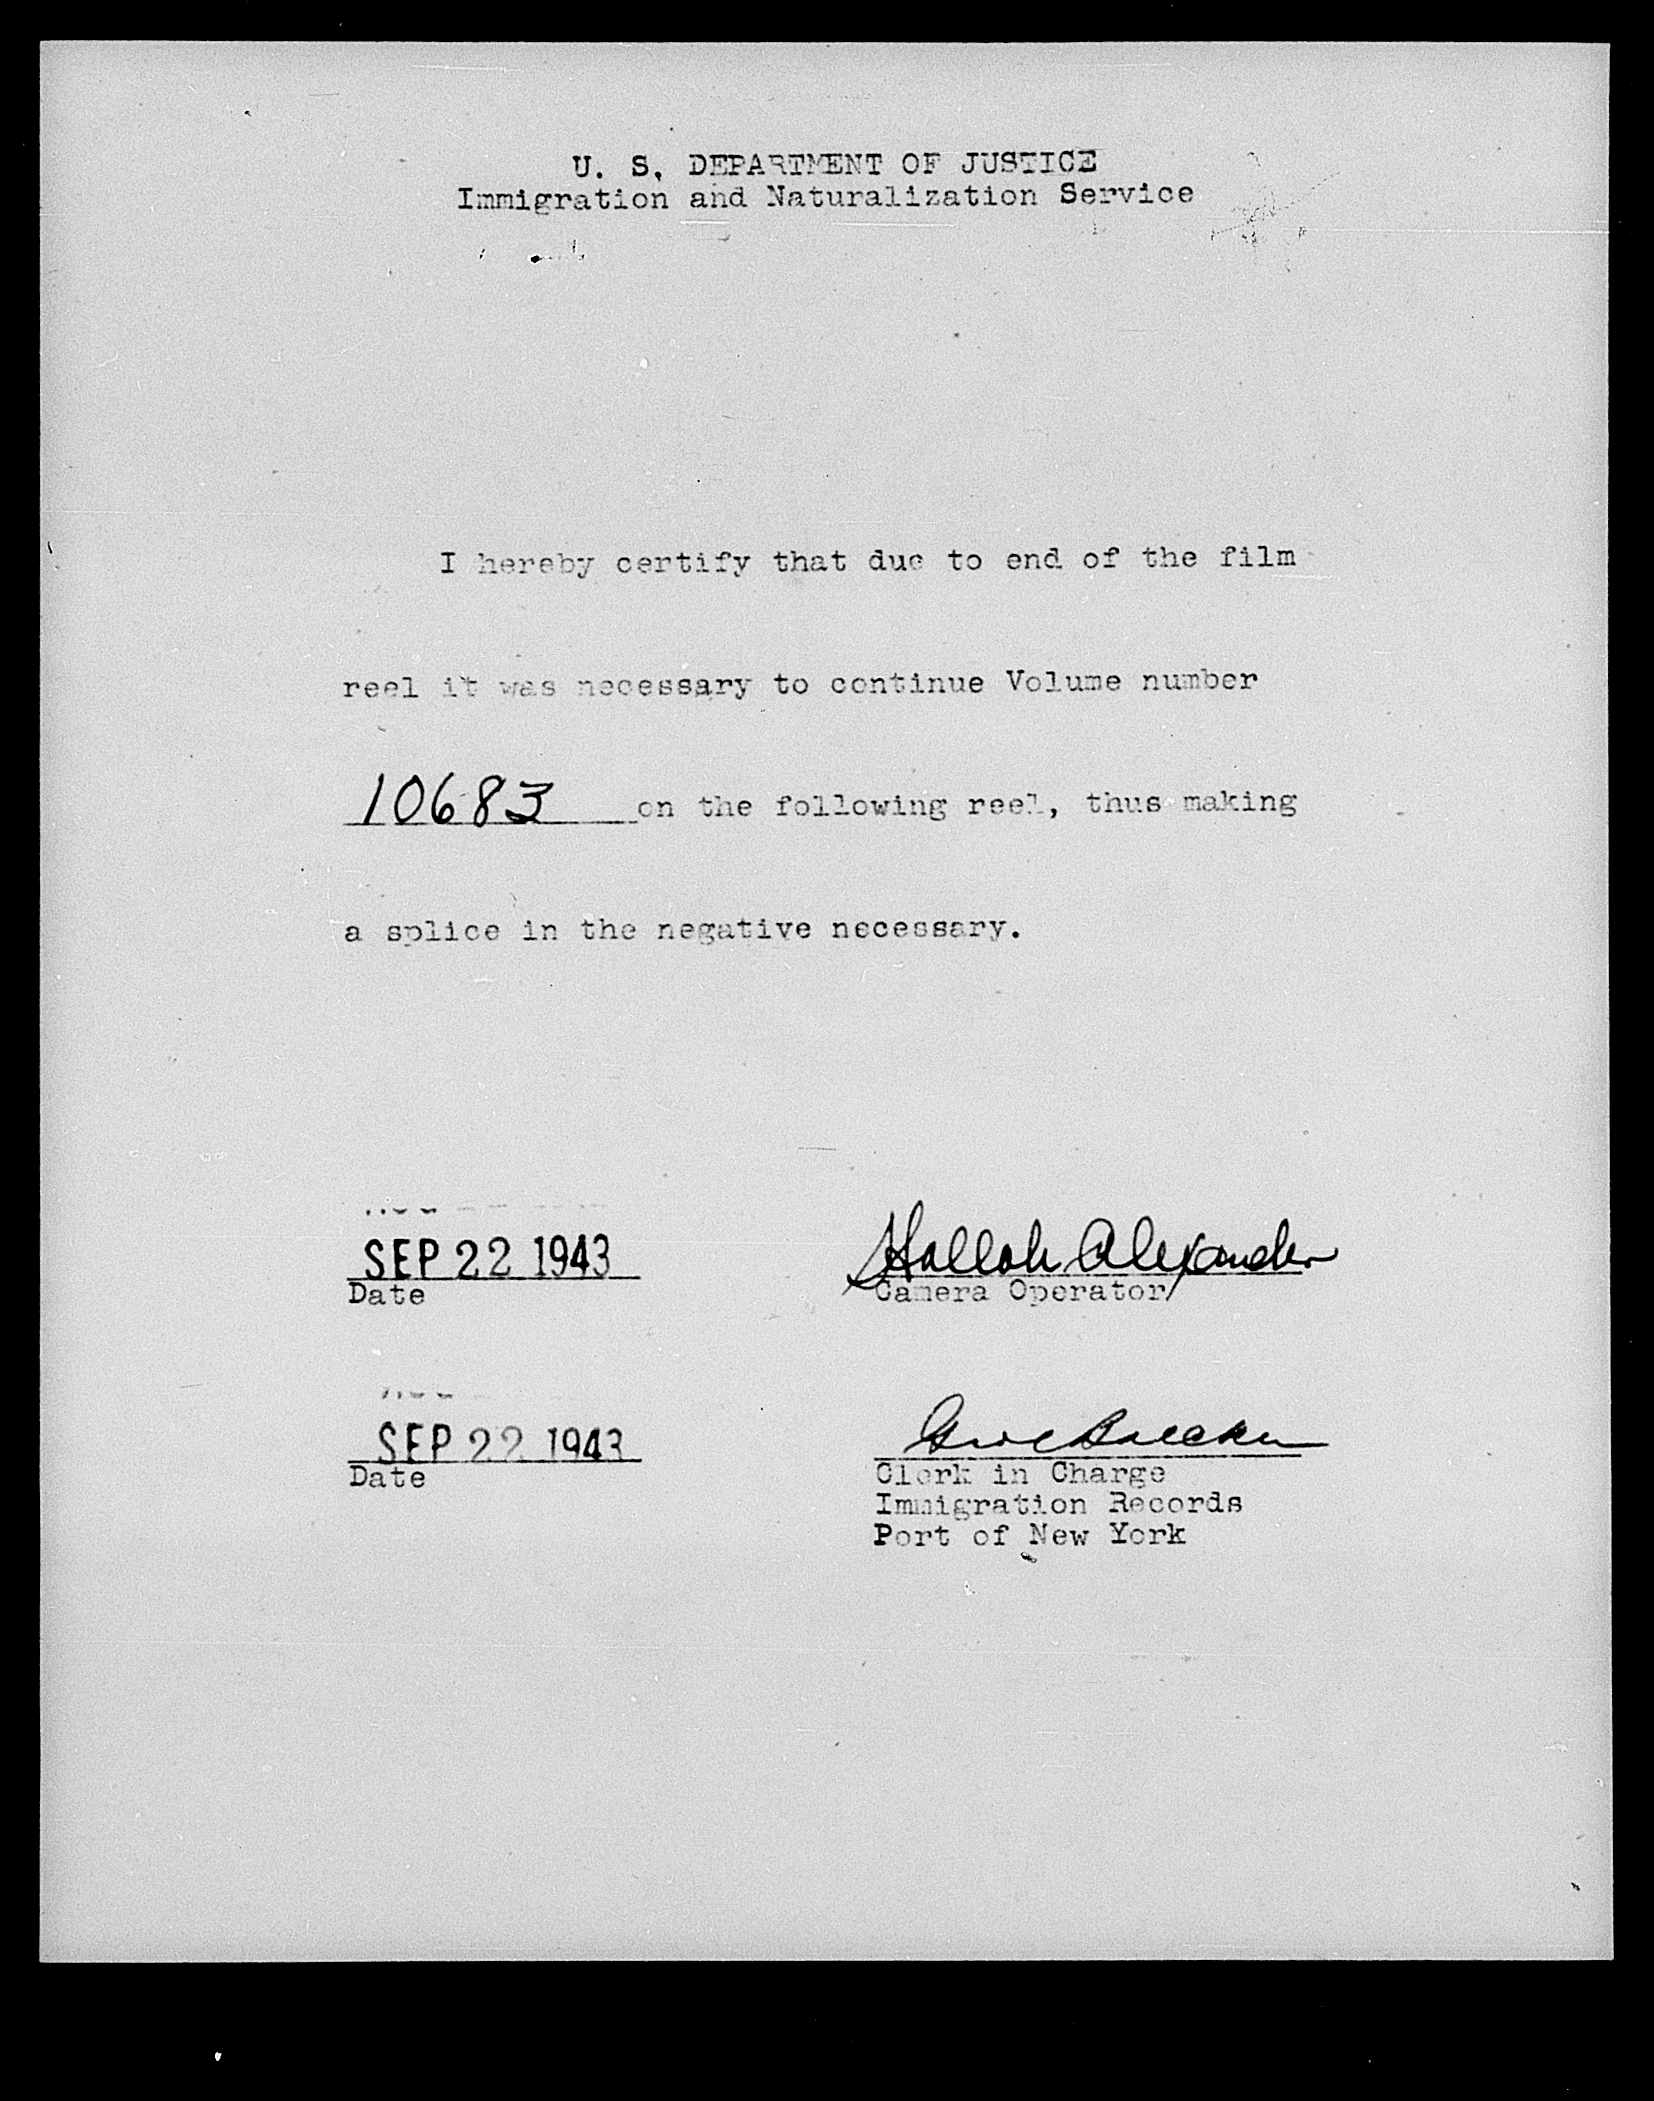 U. S. DEPARTMENT OF JUSTICE
Immigration and Naturalization Service
I hereby certify that due to end of the film
reel it was necessary to continue Volume number
10683 on the following reel, thus making
a splice in the negative necessary.
SEP 22 1943
Date
Alexander
Camera Operator
SEP 22 1943
Date
Clerk in Charge
Immigration Records
Port of New York